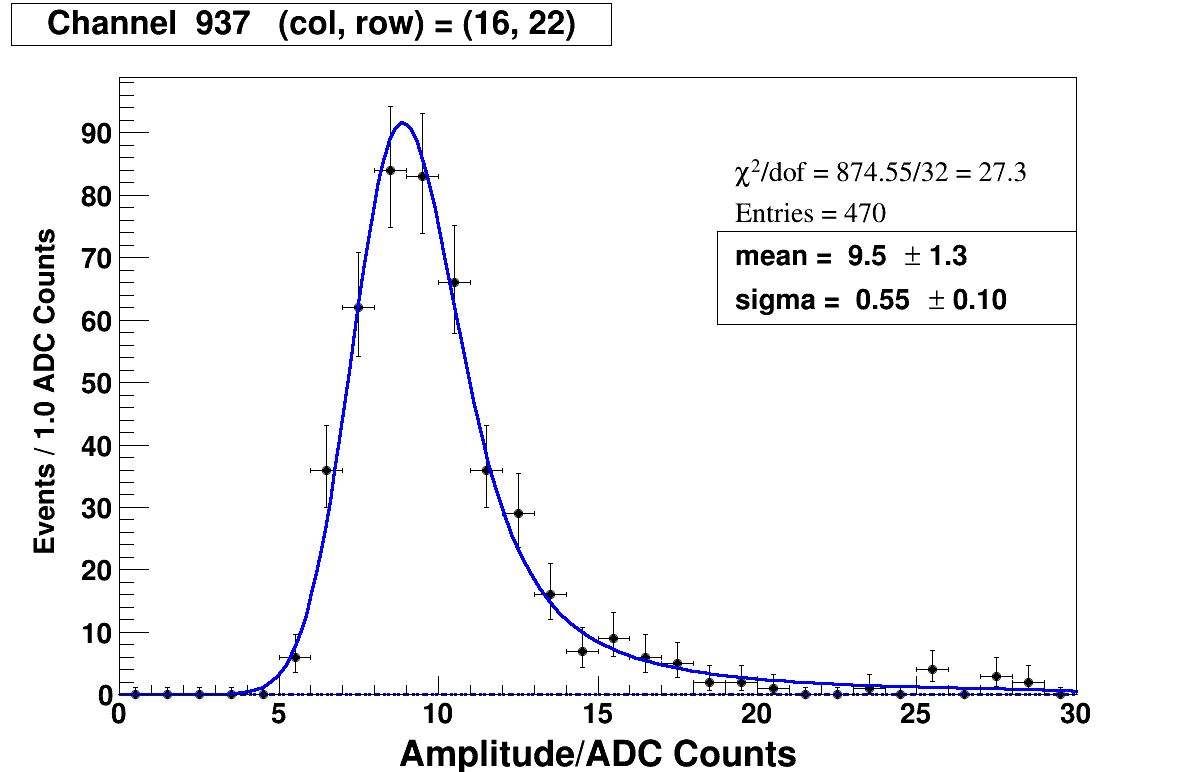 Channel 937 (col, row) = (16, 22)
χ²/dof = 874.55/32 = 27.3
Entries = 470
mean = 9.5 ± 1.3
sigma = 0.55 ± 0.10
Events / 1.0 ADC Counts
90
80
70
60
50
40
30
20
10
0
0 5 10 15 20 25 30
Amplitude/ADC Counts